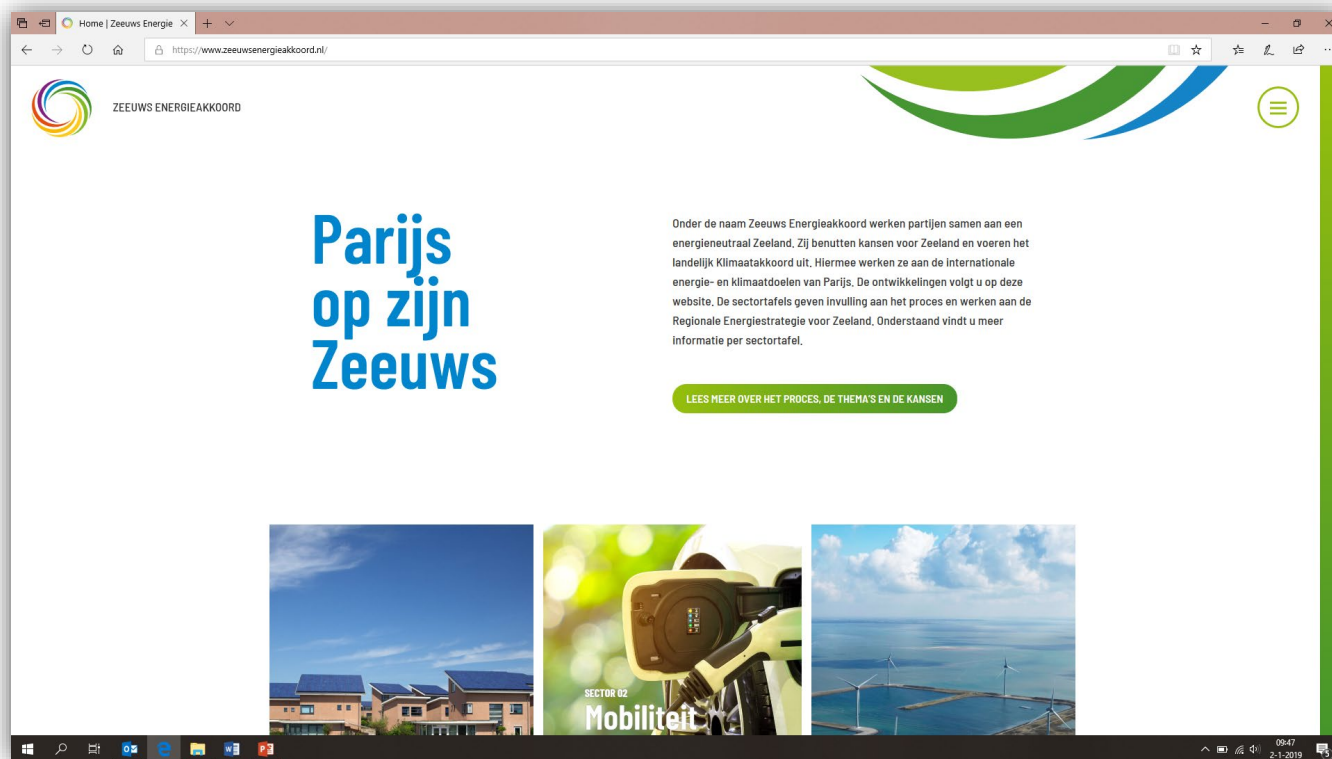 Home | Zeeuws Energie
https://www.zeeuwsenergieakkoord.nl/
ZEEUWS ENERGIEAKKOORD
Parijs
op zijn
Zeeuws
Onder de naam Zeeuws Energieakkoord werken partijen samen aan een
energieneutraal Zeeland. Zij benutten kansen voor Zeeland en voeren het
landelijk Klimaatakkoord uit. Hiermee werken ze aan de internationale
energie- en klimaatdoelen van Parijs. De ontwikkelingen volgt u op deze
website. De sectortafels geven invulling aan het proces en werken aan de
Regionale Energiestrategie voor Zeeland. Onderstaand vindt u meer
informatie per sectortafel.
LEES MEER OVER HET PROCES, DE THEMA'S EN DE KANSEN
SECTOR 02
Mobiliteit
09:47
2-1-2019